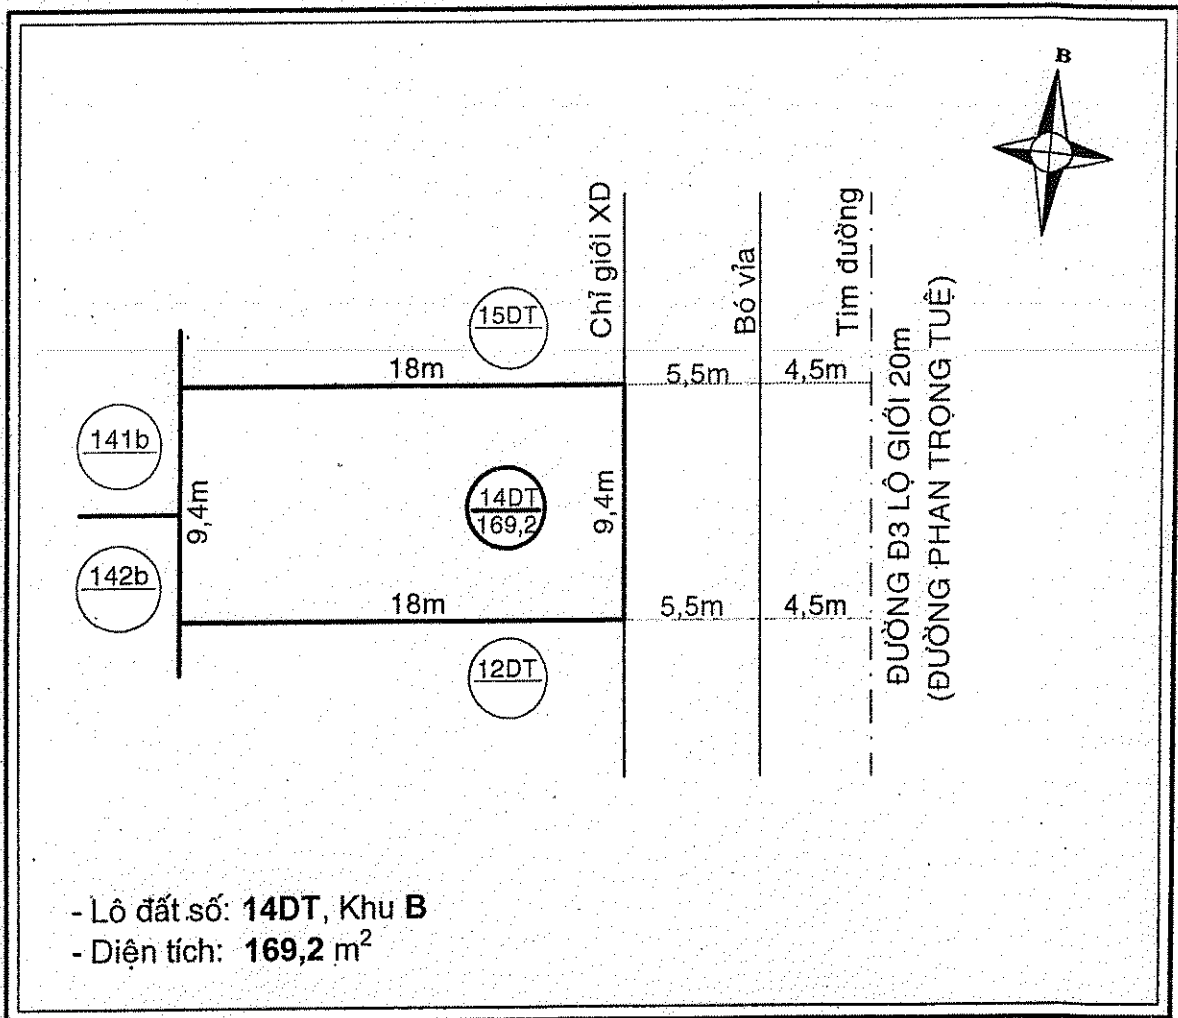 B
Chỉ giới XD
Bó vỉa
Tim đường
15DT
18m
5,5m
4,5m
141b
9,4m
14DT
169,2
9,4m
142b
18m
5,5m
4,5m
12DT
ĐƯỜNG Đ3 LỘ GIỚI 20m
(ĐƯỜNG PHAN TRỌNG TUỆ)
- Lô đất số: 14DT, Khu B
- Diện tích: 169,2 m²